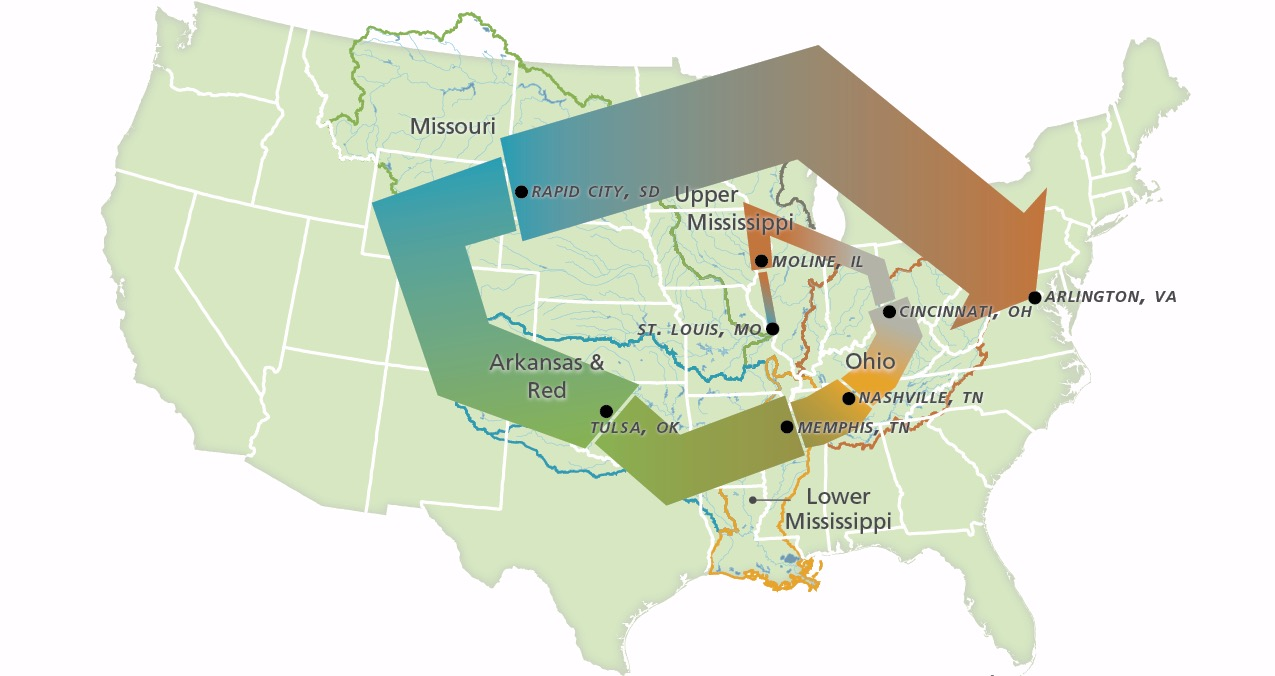 Missouri
RAPID CITY, SD
Upper
Mississippi
MOLINE, IL
ARLINGTON, VA
CINCINNATI, OH
ST. LOUIS, MO
Arkansas &
Red
Ohio
NASHVILLE, TN
TULSA, OK
MEMPHIS, TN
Lower
Mississippi